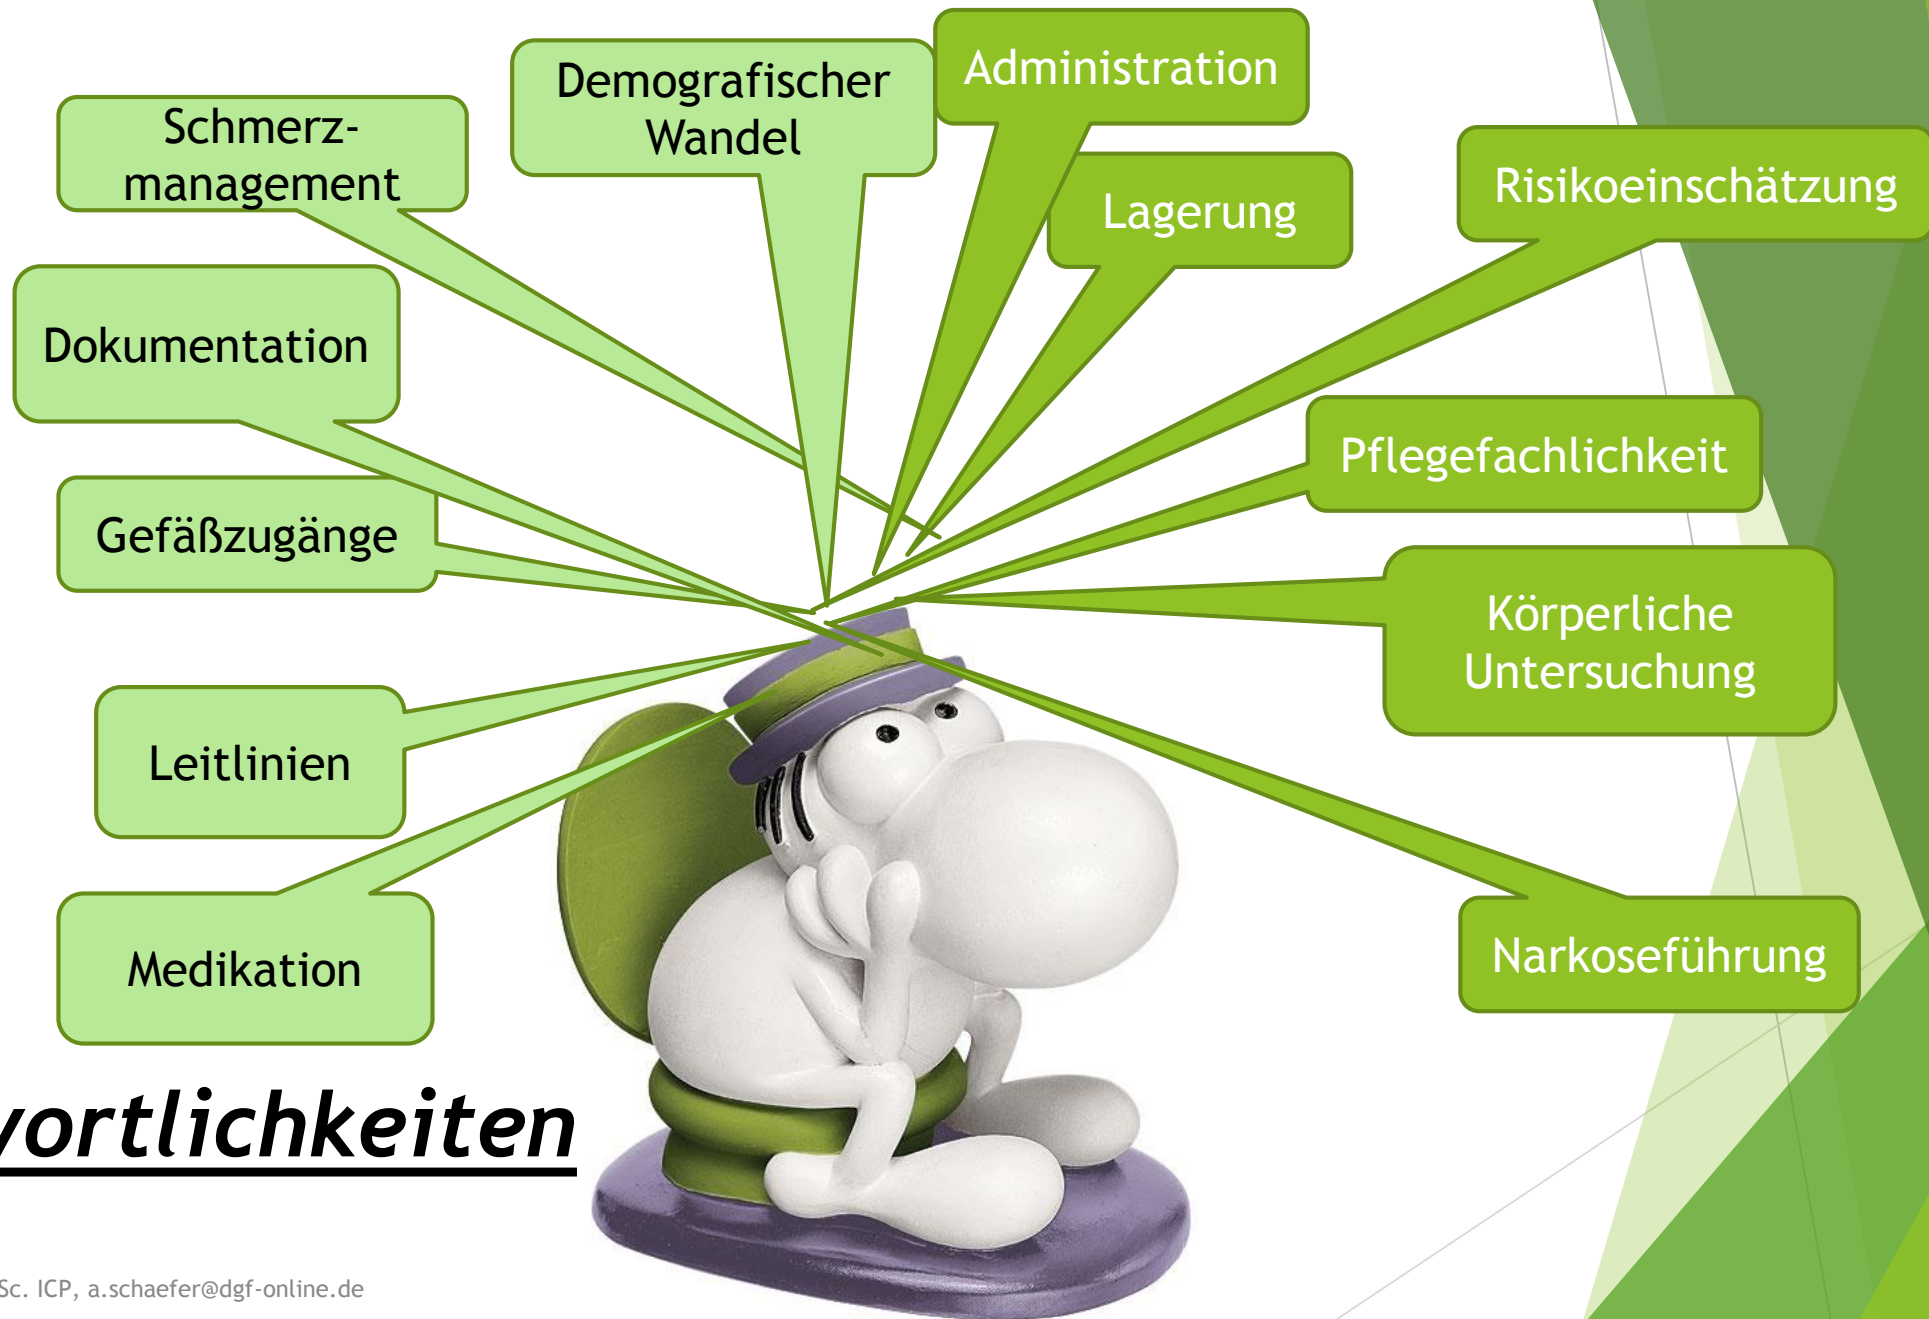 Schmerz-
management
Demografischer
Wandel
Administration
Lagerung
Risikoeinschätzung
Dokumentation
Pflegefachlichkeit
Gefäßzugänge
Körperliche
Untersuchung
Leitlinien
Medikation
Narkoseführung
wortlichkeiten
Sc. ICP, a.schaefer@dgf-online.de